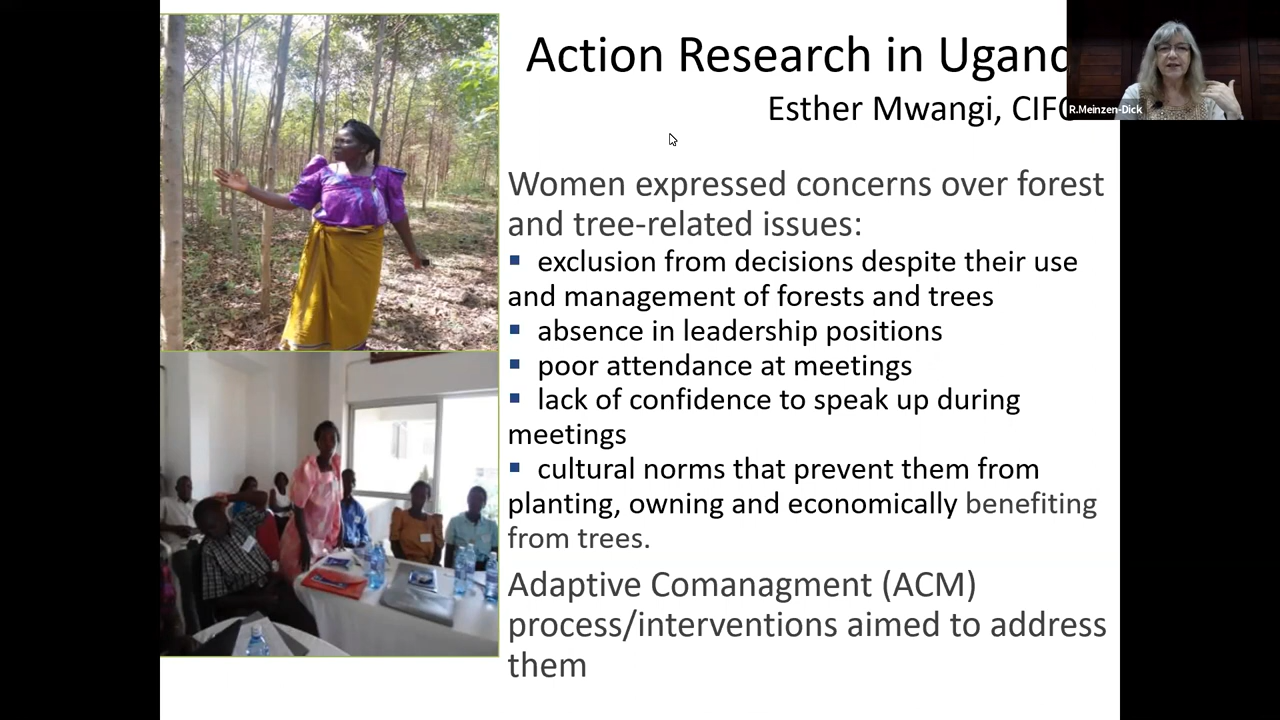 Action Research in Ugand
Esther Mwangi, CIFO
R.Meinzen-Dick
Women expressed concerns over forest
and tree-related issues:
▪ exclusion from decisions despite their use
and management of forests and trees
▪ absence in leadership positions
▪ poor attendance at meetings
▪ lack of confidence to speak up during
meetings
▪ cultural norms that prevent them from
planting, owning and economically benefiting
from trees.
Adaptive Comanagment (ACM)
process/interventions aimed to address
them